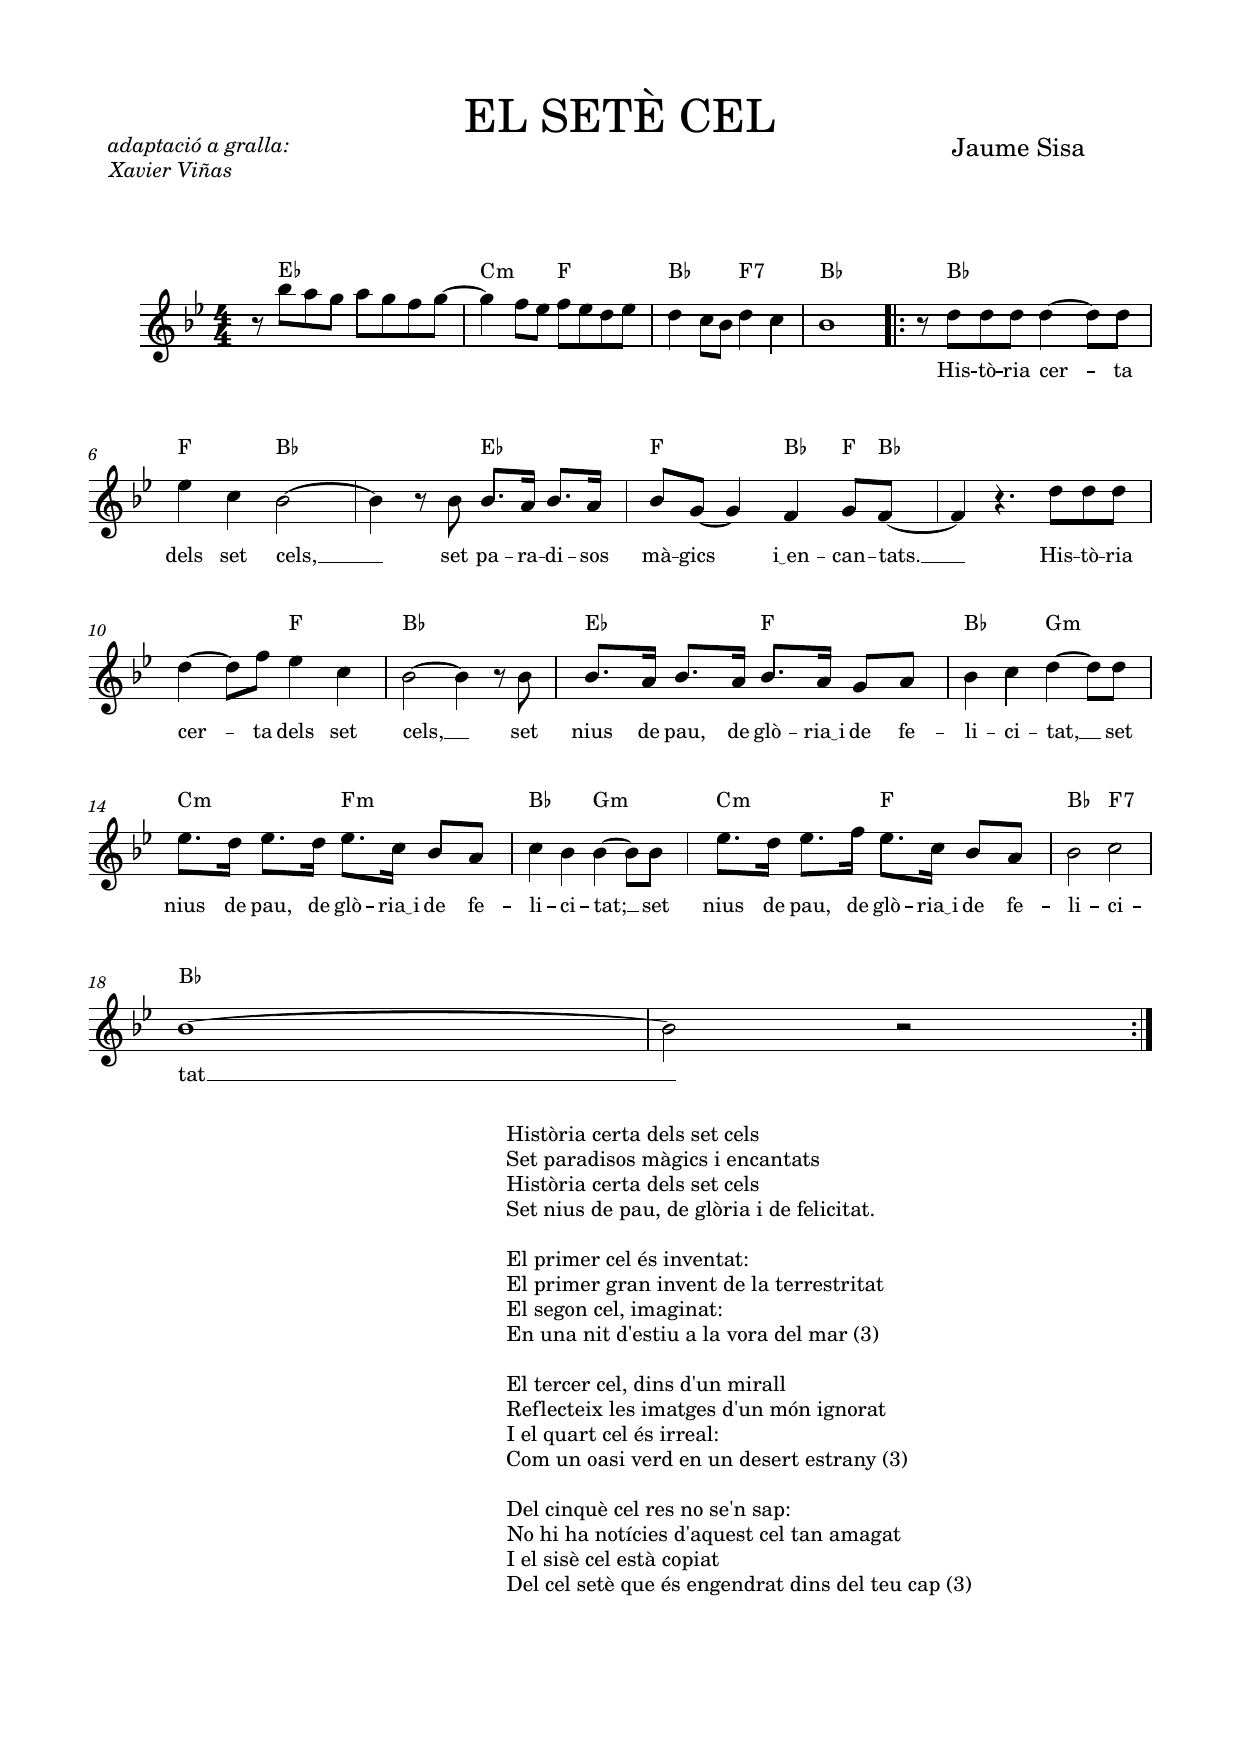 EL SETÈ CEL
adaptació a gralla:
Xavier Viñas
Jaume Sisa
E♭ Cm F B♭ F7 B♭ B♭
His -tò -ria cer – ta
6
F B♭ E♭ F B♭ F B♭
dels set cels, set pa – ra – di – sos mà – gics i‿en – can – tats. His – tò – ria
10
F B♭ E♭ F B♭ Gm
cer – ta dels set cels, set nius de pau, de glò – ria‿i de fe – li – ci – tat, set
14
Cm Fm B♭ Gm Cm F B♭ F7
nius de pau, de glò – ria‿i de fe – li – ci – tat; set nius de pau, de glò – ria‿i de fe – li – ci –
18
B♭
tat
Història certa dels set cels
Set paradisos màgics i encantats
Història certa dels set cels
Set nius de pau, de glòria i de felicitat.
El primer cel és inventat:
El primer gran invent de la terrestritat
El segon cel, imaginat:
En una nit d'estiu a la vora del mar (3)
El tercer cel, dins d'un mirall
Reflecteix les imatges d'un món ignorat
I el quart cel és irreal:
Com un oasi verd en un desert estrany (3)
Del cinquè cel res no se'n sap:
No hi ha notícies d'aquest cel tan amagat
I el sisè cel està copiat
Del cel setè que és engendrat dins del teu cap (3)